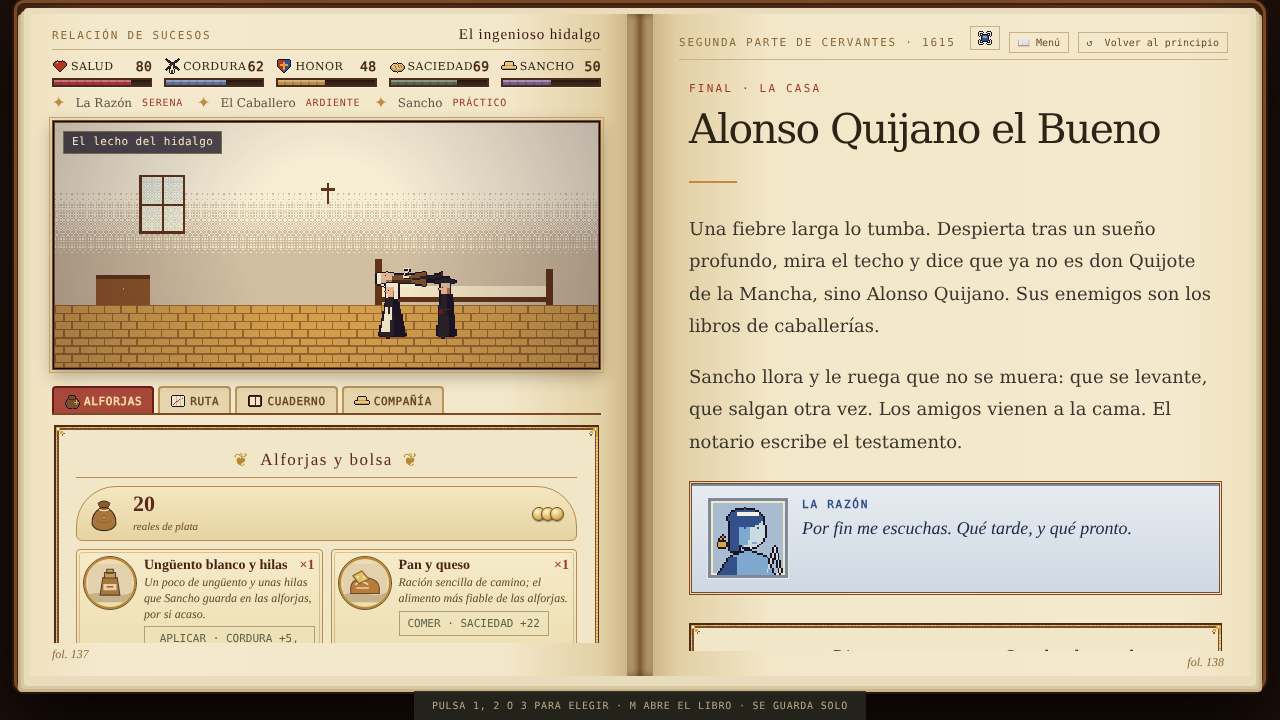 RELACIÓN DE SUCESOS
El ingenioso hidalgo
SALUD 80
CORDURA 62
HONOR 48
SACIEDAD 69
SANCHO 50
La Razón SERENA
El Caballero ARDIENTE
Sancho PRÁCTICO
El lecho del hidalgo
ALFORJAS
RUTA
CUADERNO
COMPAÑÍA
Alforjas y bolsa
20
reales de plata
Ungüento blanco y hilas ×1
Un poco de ungüento y unas hilas
que Sancho guarda en las alforjas,
por si acaso.
APLICAR · CORDURA +5,
Pan y queso ×1
Ración sencilla de camino; el
alimento más fiable de las alforjas.
COMER · SACIEDAD +22
fol. 137
SEGUNDA PARTE DE CERVANTES · 1615
Menú
↺ Volver al principio
FINAL · LA CASA
Alonso Quijano el Bueno
Una fiebre larga lo tumba. Despierta tras un sueño
profundo, mira el techo y dice que ya no es don Quijote
de la Mancha, sino Alonso Quijano. Sus enemigos son los
libros de caballerías.
Sancho llora y le ruega que no se muera: que se levante,
que salgan otra vez. Los amigos vienen a la cama. El
notario escribe el testamento.
LA RAZÓN
Por fin me escuchas. Qué tarde, y qué pronto.
fol. 138
PULSA 1, 2 O 3 PARA ELEGIR · M ABRE EL LIBRO · SE GUARDA SOLO